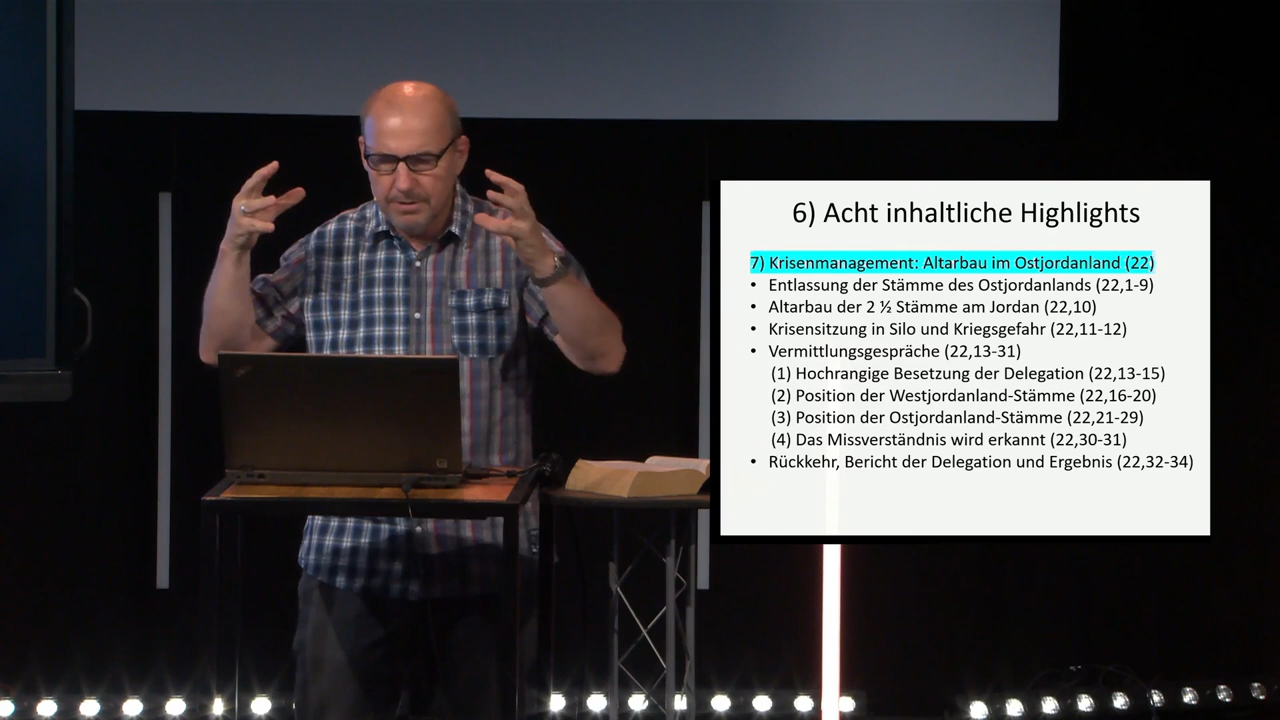 6) Acht inhaltliche Highlights
7) Krisenmanagement: Altarbau im Ostjordanland (22)
• Entlassung der Stämme des Ostjordanlands (22,1-9)
• Altarbau der 2 ½ Stämme am Jordan (22,10)
• Krisensitzung in Silo und Kriegsgefahr (22,11-12)
• Vermittlungsgespräche (22,13-31)
(1) Hochrangige Besetzung der Delegation (22,13-15)
(2) Position der Westjordanland-Stämme (22,16-20)
(3) Position der Ostjordanland-Stämme (22,21-29)
(4) Das Missverständnis wird erkannt (22,30-31)
• Rückkehr, Bericht der Delegation und Ergebnis (22,32-34)